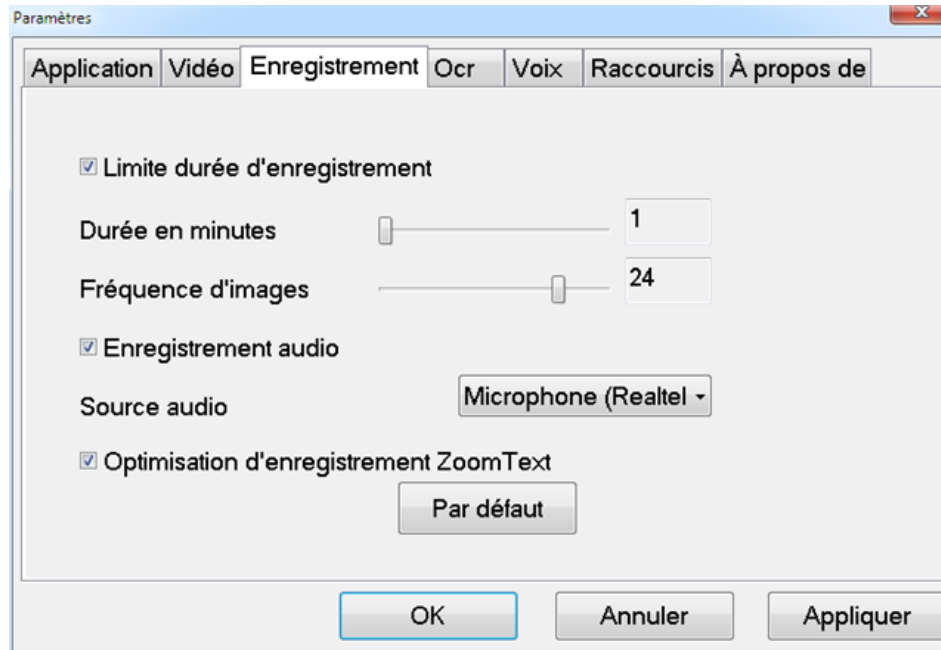 Paramètres
Application Vidéo Enregistrement Ocr Voix Raccourcis À propos de
Limite durée d'enregistrement
Durée en minutes 1
Fréquence d'images 24
Enregistrement audio
Source audio Microphone (Realtel
Optimisation d'enregistrement ZoomText
Par défaut
OK Annuler Appliquer